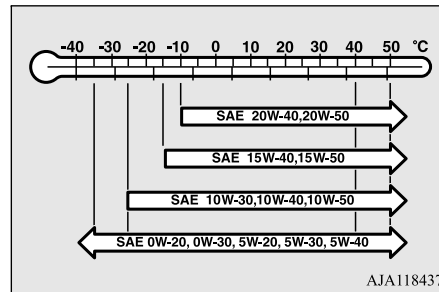 -40 -30 -20 -10 0 10 20 30 40 50 °C
SAE 20W-40,20W-50
SAE 15W-40,15W-50
SAE 10W-30,10W-40,10W-50
SAE 0W-20, 0W-30, 5W-20, 5W-30, 5W-40
AJA118437